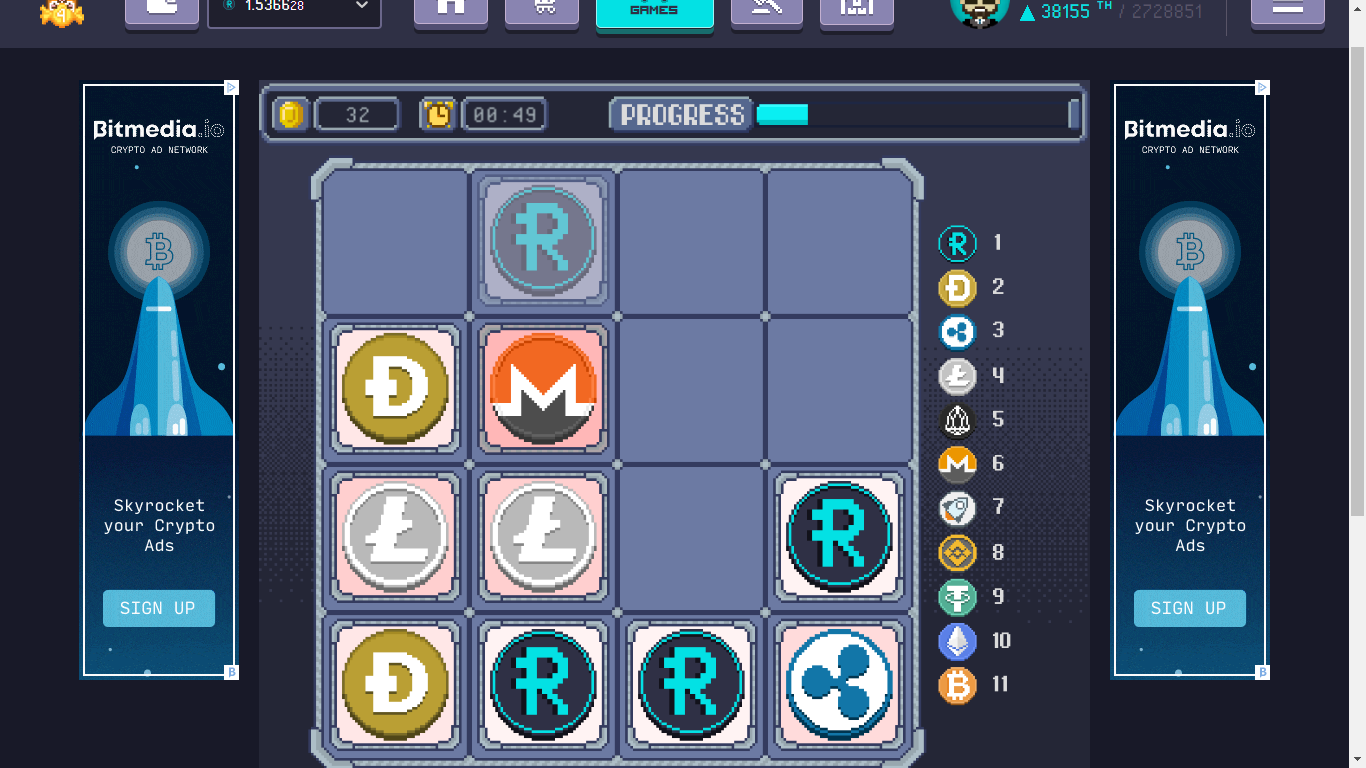 1.536628
GAMES
38155 TH / 2728851
Bitmedia.io
CRYPTO AD NETWORK
Skyrocket
your Crypto
Ads
SIGN UP
B
32
00:49
PROGRESS
1
2
3
4
5
6
7
8
9
10
11
Bitmedia.io
CRYPTO AD NETWORK
Skyrocket
your Crypto
Ads
SIGN UP
B